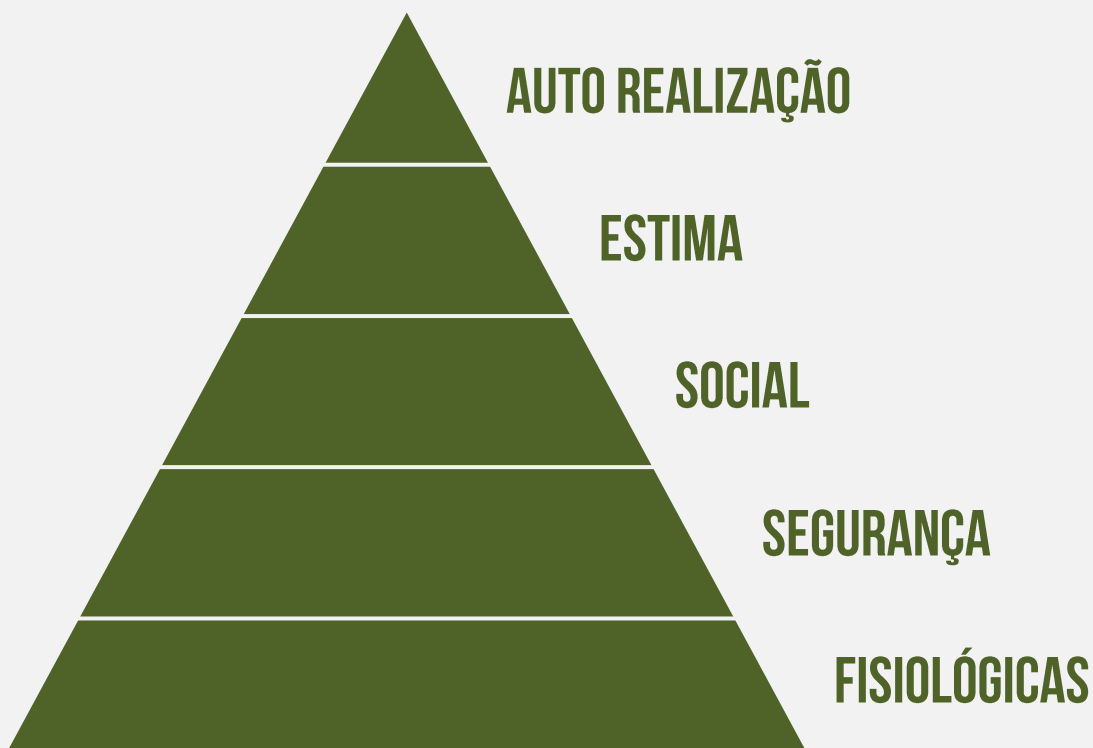 AUTO REALIZAÇÃO
ESTIMA
SOCIAL
SEGURANÇA
FISIOLÓGICAS